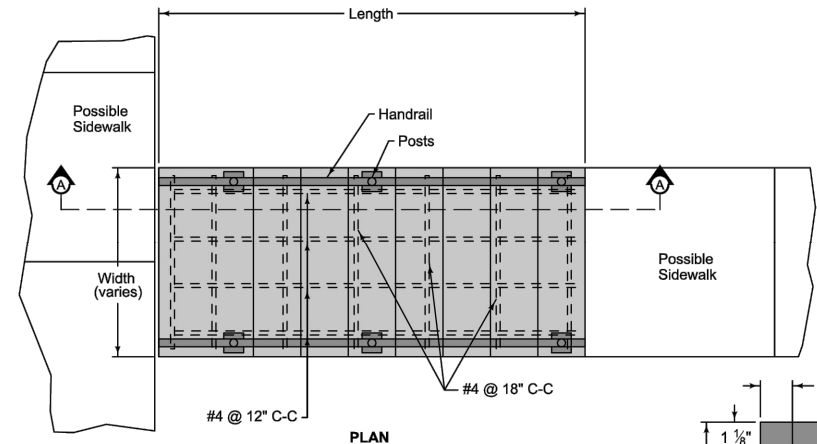 Length
Possible
Sidewalk
Handrail
Posts
A
A
Width
(varies)
Possible
Sidewalk
#4 @ 18" C-C
#4 @ 12" C-C
PLAN
1 ⅛"